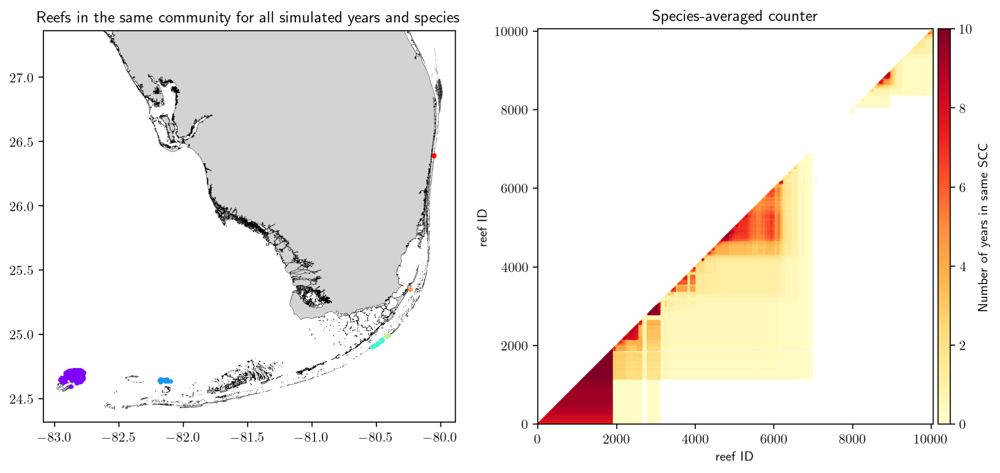 Reefs in the same community for all simulated years and species
27.0
26.5
26.0
25.5
25.0
24.5
−83.0 −82.5 −82.0 −81.5 −81.0 −80.5 −80.0
Species-averaged counter
10000
8000
6000
4000
2000
0
reef ID
0 2000 4000 6000 8000 10000
reef ID
10
8
6
4
2
0
Number of years in same SCC